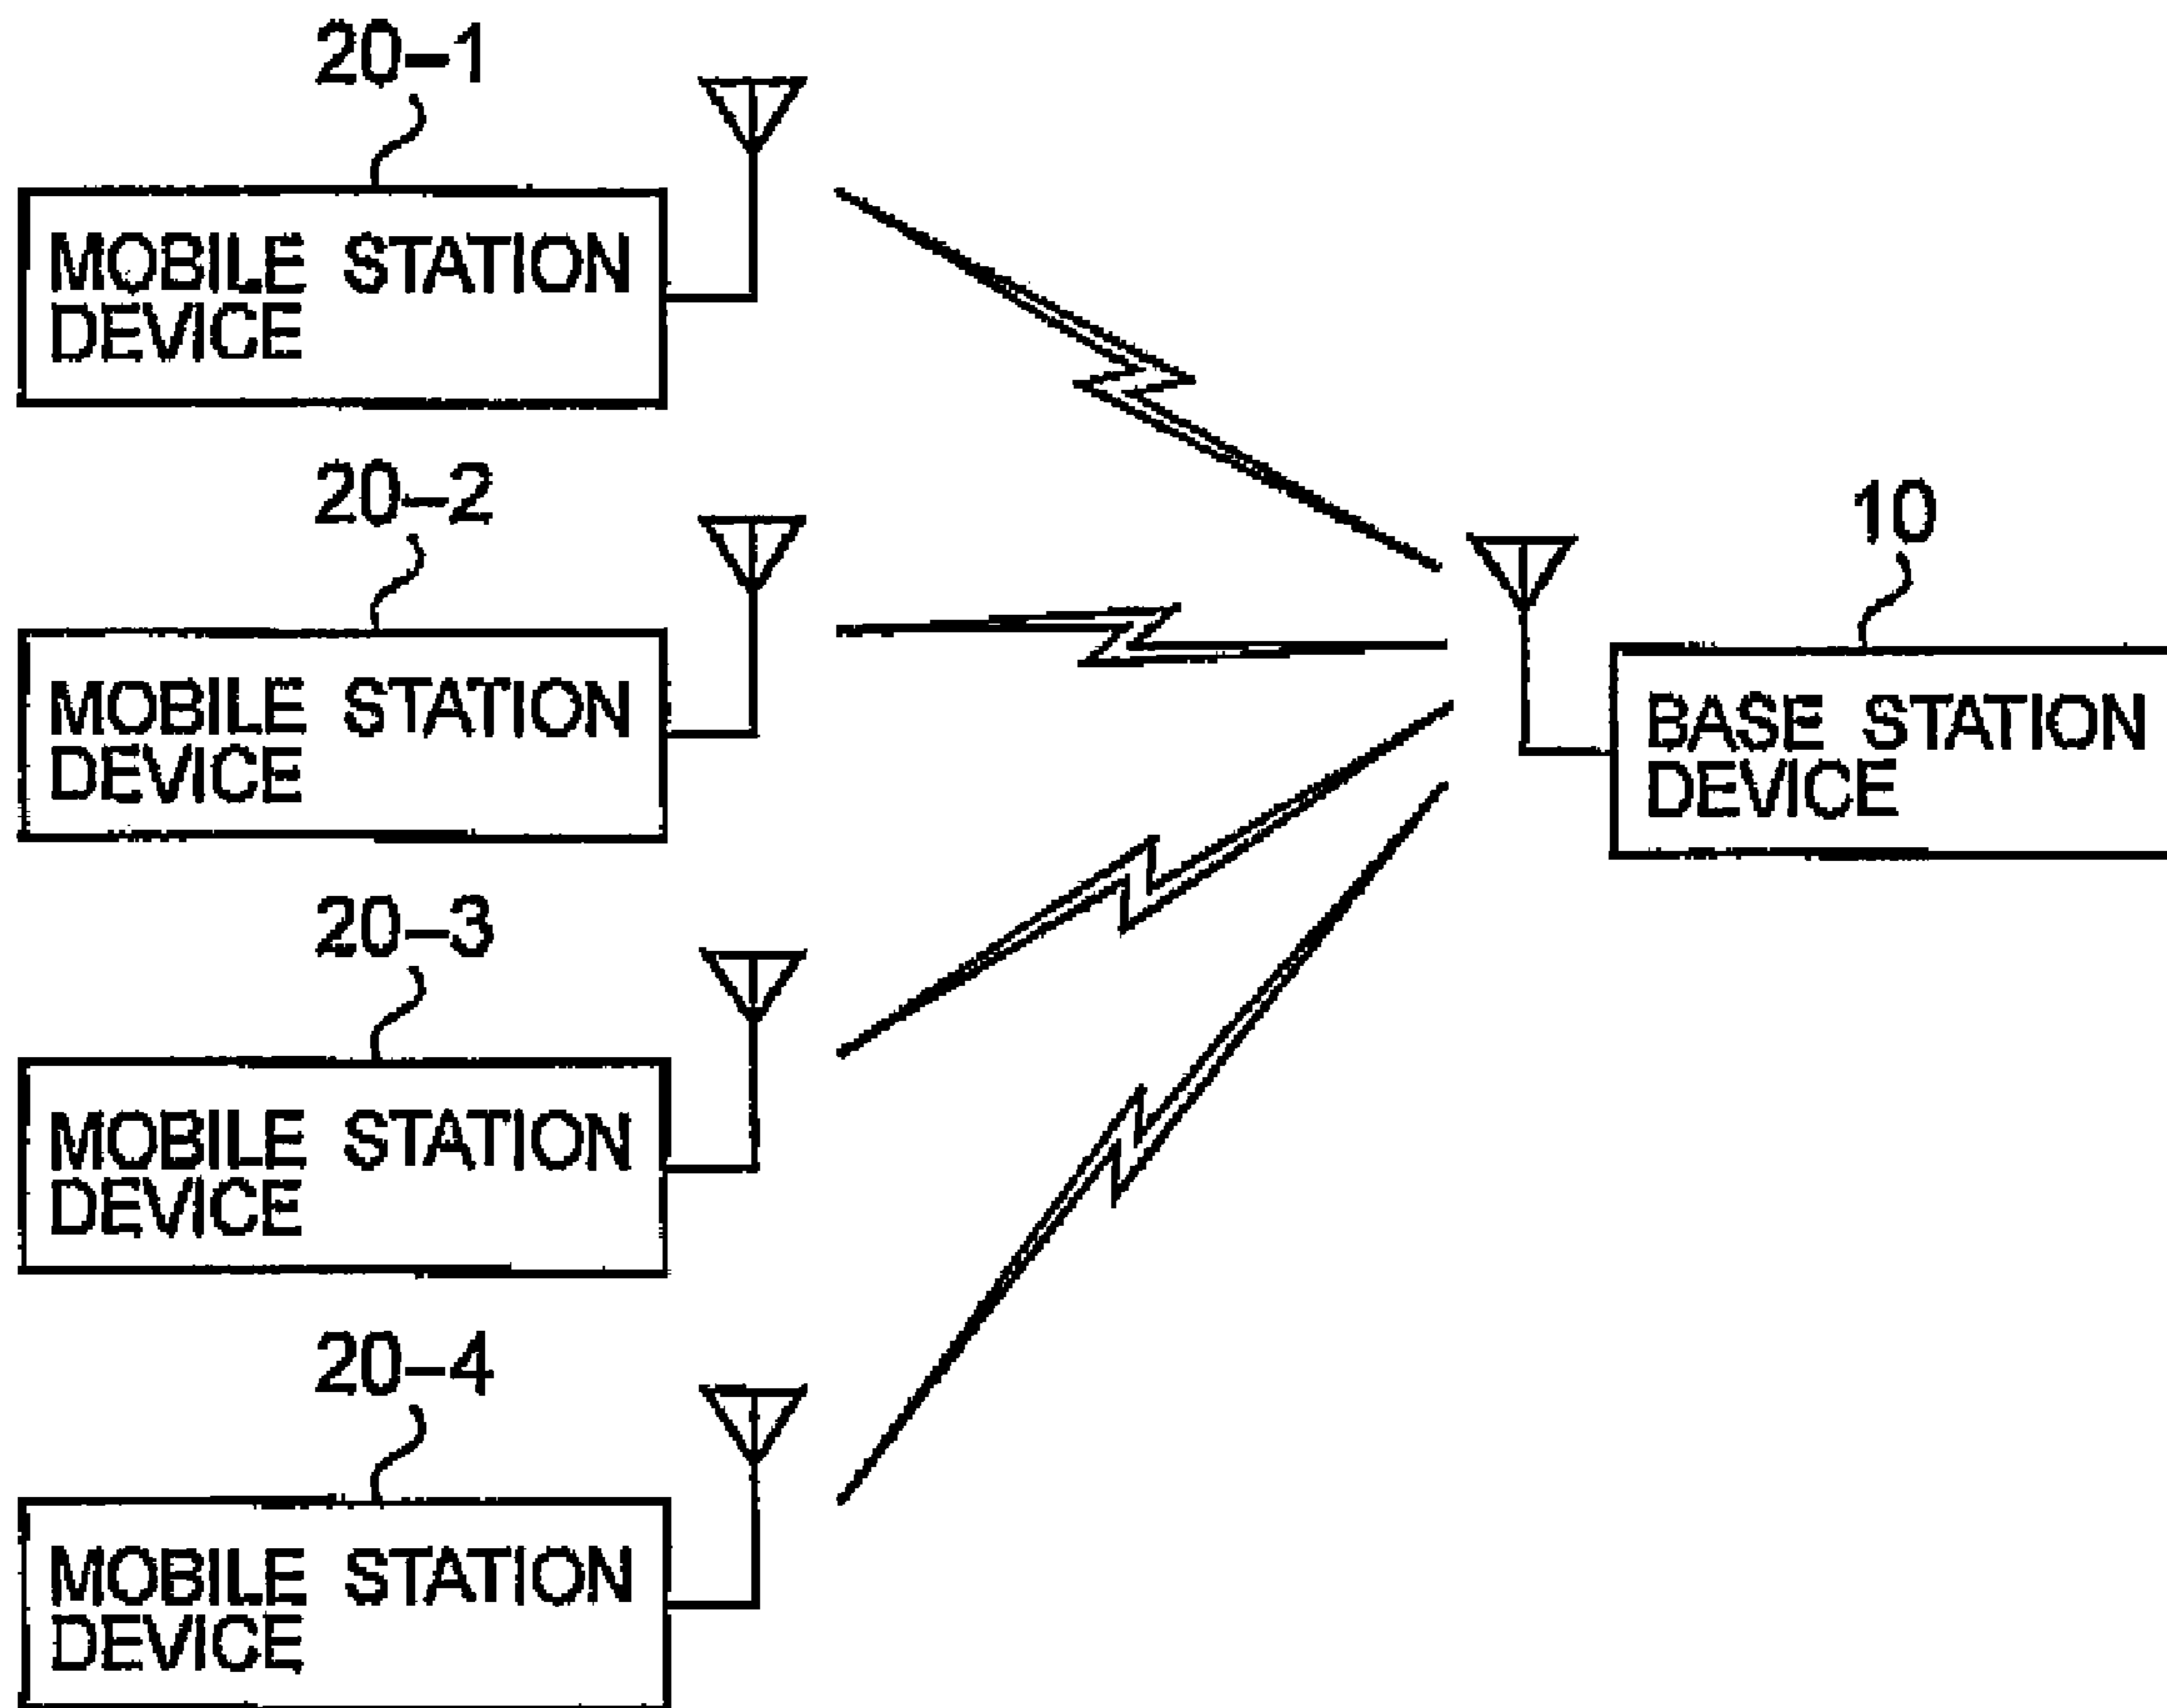 20-1
MOBILE STATION
DEVICE
20-2
MOBILE STATION
DEVICE
10
BASE STATION
DEVICE
20-3
MOBILE STATION
DEVICE
20-4
MOBILE STATION
DEVICE